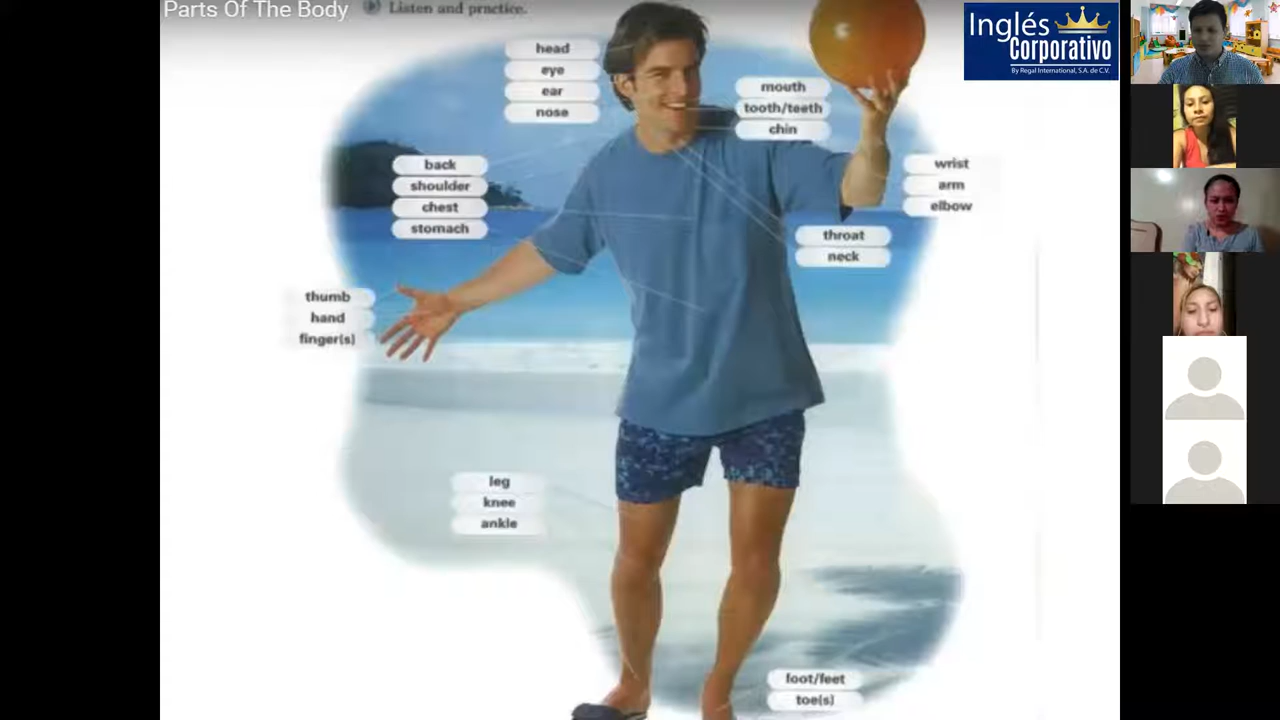 Parts Of The Body
Listen and practice.
Inglés
Corporativo
By Regal International, S.A. de C.V.
head
eye
ear
nose
mouth
tooth/teeth
chin
back
shoulder
chest
stomach
wrist
arm
elbow
throat
neck
thumb
hand
finger(s)
leg
knee
ankle
foot/feet
toe(s)